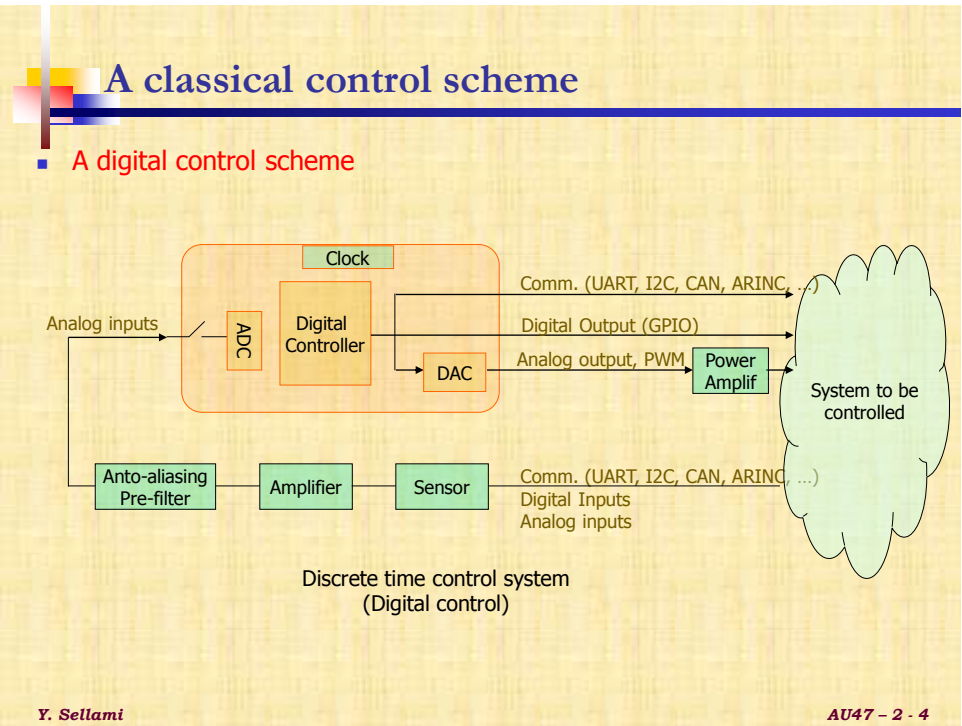 A classical control scheme
A digital control scheme
Clock
Analog inputs
ADC
Digital
Controller
DAC
Comm. (UART, I2C, CAN, ARINC, ...)
Digital Output (GPIO)
Analog output, PWM
Power
Amplif
System to be
controlled
Anto-aliasing
Pre-filter
Amplifier
Sensor
Comm. (UART, I2C, CAN, ARINC, ...)
Digital Inputs
Analog inputs
Discrete time control system
(Digital control)
Y. Sellami
AU47 – 2 - 4